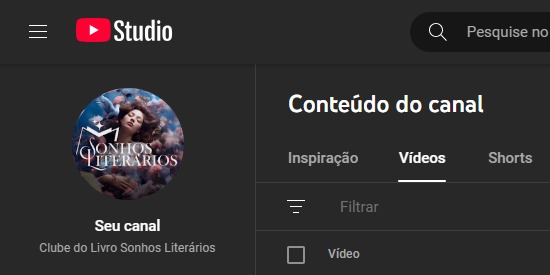 Studio
Pesquise no
SONHOS
LITERÁRIOS
Seu canal
Clube do Livro Sonhos Literários
Conteúdo do canal
Inspiração
Vídeos
Shorts
Filtrar
Vídeo